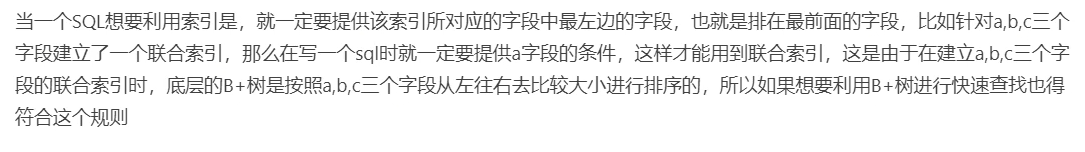 当一个SQL想要利用索引是，就一定要提供该索引所对应的字段中最左边的字段，也就是排在最前面的字段，比如针对a,b,c三个
字段建立了一个联合索引，那么在写一个sql时就一定要提供a字段的条件，这样才能用到联合索引，这是由于在建立a,b,c三个字
段的联合索引时，底层的B+树是按照a,b,c三个字段从左往右去比较大小进行排序的，所以如果想要利用B+树进行快速查找也得
符合这个规则